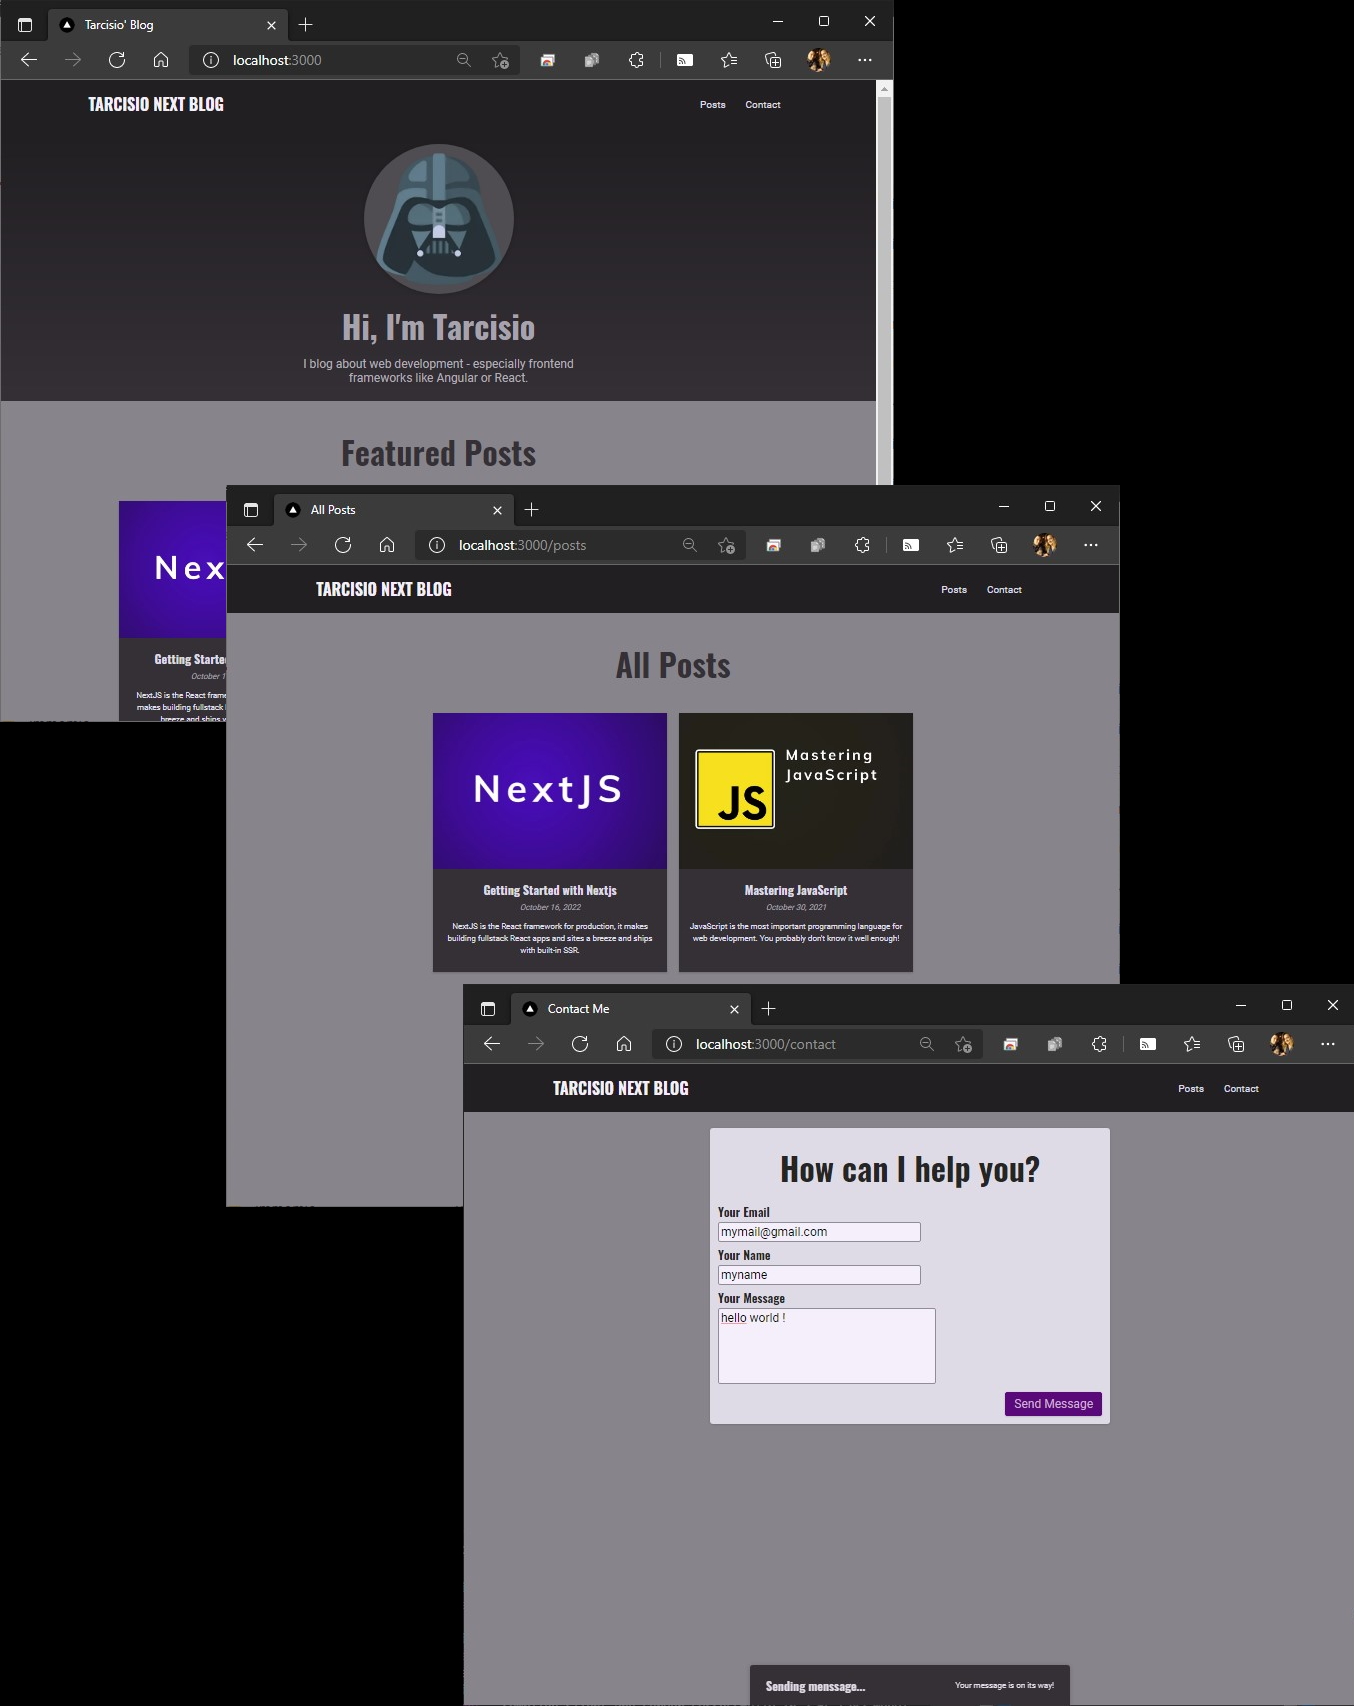 Tarcisio' Blog
localhost:3000
TARCISIO NEXT BLOG
Posts Contact
Hi, I'm Tarcisio
I blog about web development - especially frontend
frameworks like Angular or React.
Featured Posts
Nex
Getting Starte
October 1
NextJS is the React frame
makes building fullstack
breeze and ships w
All Posts
localhost:3000/posts
TARCISIO NEXT BLOG
Posts Contact
All Posts
NextJS
Getting Started with Nextjs
October 16, 2022
NextJS is the React framework for production, it makes
building fullstack React apps and sites a breeze and ships
with built-in SSR.
JS
Mastering
JavaScript
Mastering JavaScript
October 30, 2021
JavaScript is the most important programming language for
web development. You probably don't know it well enough!
Contact Me
localhost:3000/contact
TARCISIO NEXT BLOG
Posts Contact
How can I help you?
Your Email
mymail@gmail.com
Your Name
myname
Your Message
hello world !
Send Message
Sending menssage...
Your message is on its way!